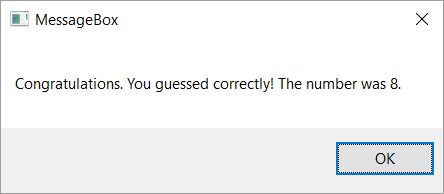 MessageBox
Congratulations. You guessed correctly! The number was 8.
OK